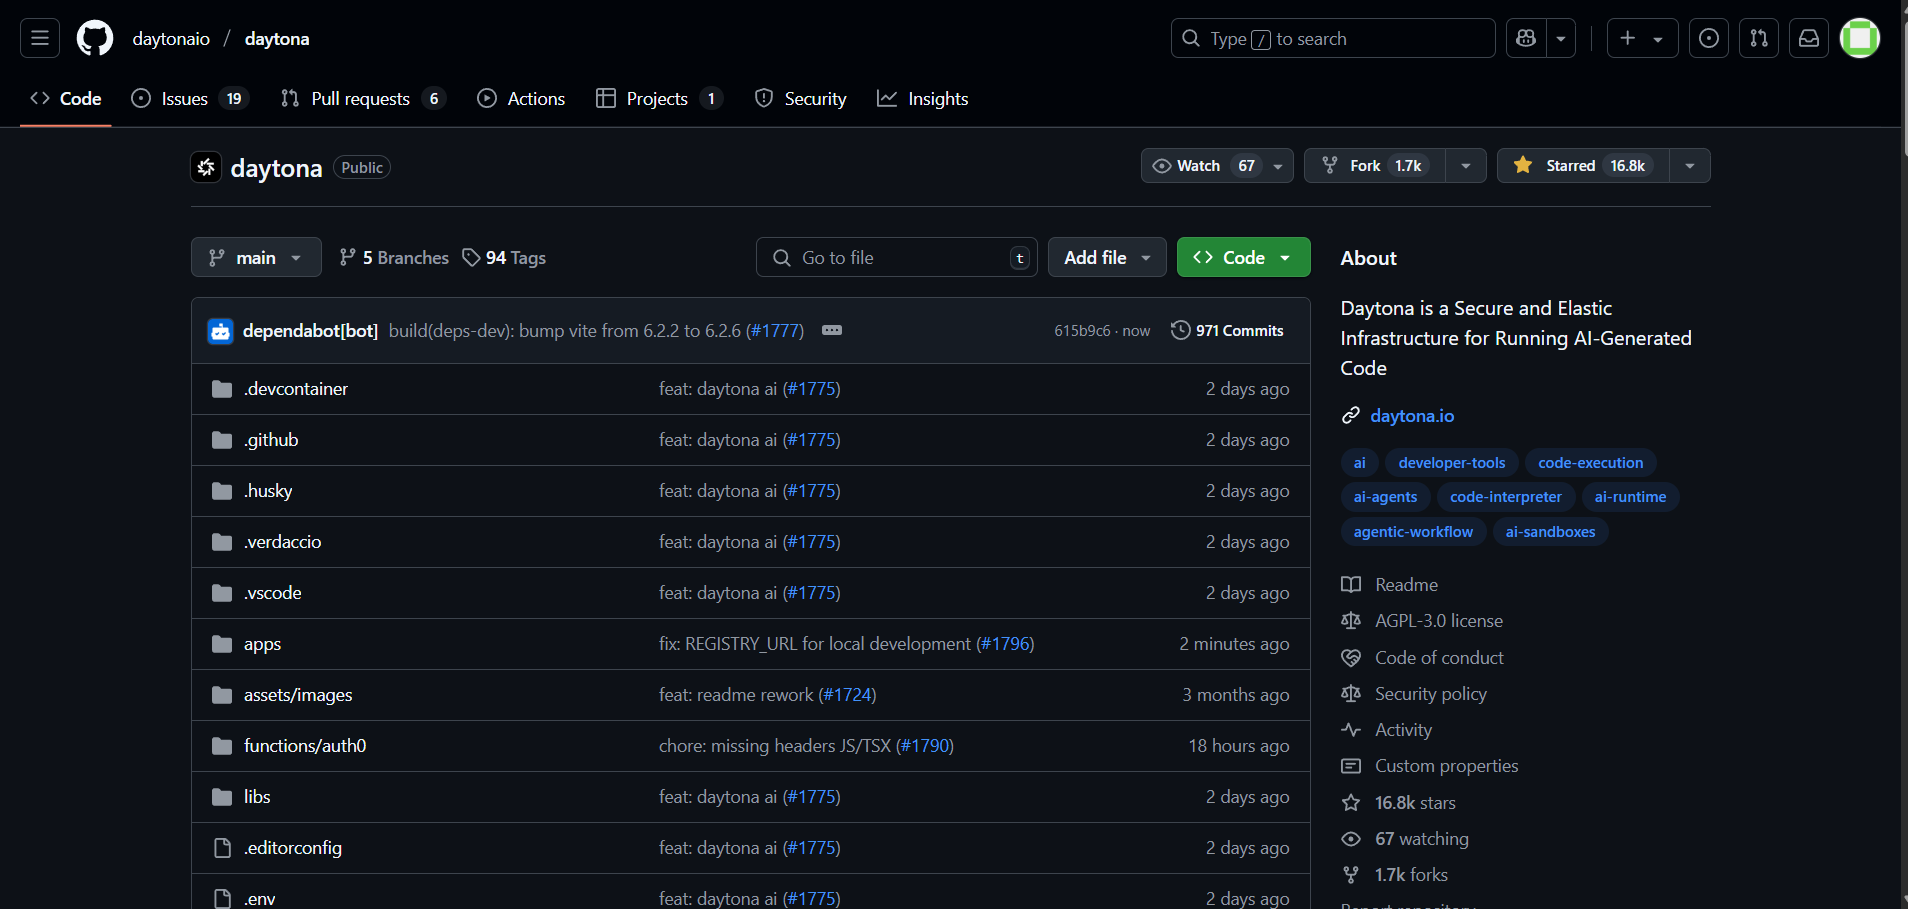 daytonaio / daytona
Type / to search
Code
Issues 19
Pull requests 6
Actions
Projects 1
Security
Insights
daytona Public
Watch 67
Fork 1.7k
Starred 16.8k
main
5 Branches
94 Tags
Go to file t
Add file
Code
dependabot[bot] build(deps-dev): bump vite from 6.2.2 to 6.2.6 (#1777)
615b9c6 · now
971 Commits
.devcontainer feat: daytona ai (#1775) 2 days ago
.github feat: daytona ai (#1775) 2 days ago
.husky feat: daytona ai (#1775) 2 days ago
.verdaccio feat: daytona ai (#1775) 2 days ago
.vscode feat: daytona ai (#1775) 2 days ago
apps fix: REGISTRY_URL for local development (#1796) 2 minutes ago
assets/images feat: readme rework (#1724) 3 months ago
functions/auth0 chore: missing headers JS/TSX (#1790) 18 hours ago
libs feat: daytona ai (#1775) 2 days ago
.editorconfig feat: daytona ai (#1775) 2 days ago
.env feat: daytona ai (#1775) 2 days ago
About
Daytona is a Secure and Elastic
Infrastructure for Running AI-Generated
Code
daytona.io
ai developer-tools code-execution
ai-agents code-interpreter ai-runtime
agentic-workflow ai-sandboxes
Readme
AGPL-3.0 license
Code of conduct
Security policy
Activity
Custom properties
16.8k stars
67 watching
1.7k forks
Report repository